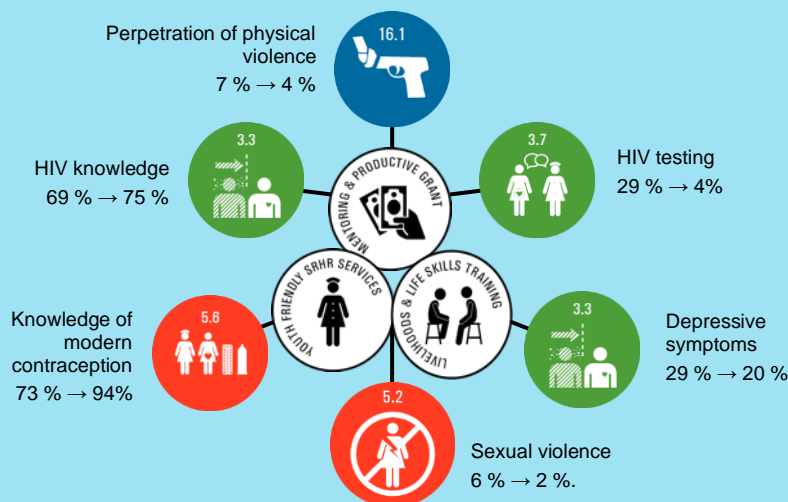 Perpetration of physical
violence
7 % → 4 %
16.1
3.3
HIV knowledge
69 % → 75 %
3.7
HIV testing
29 % → 4%
MENTORING & PRODUCTIVE GRANT
YOUTH FRIENDLY SRHR SERVICES
LIVELIHOODS & LIFE SKILLS TRAINING
5.6
Knowledge of
modern
contraception
73 % → 94%
3.3
Depressive
symptoms
29 % → 20 %
5.2
Sexual violence
6 % → 2 %.